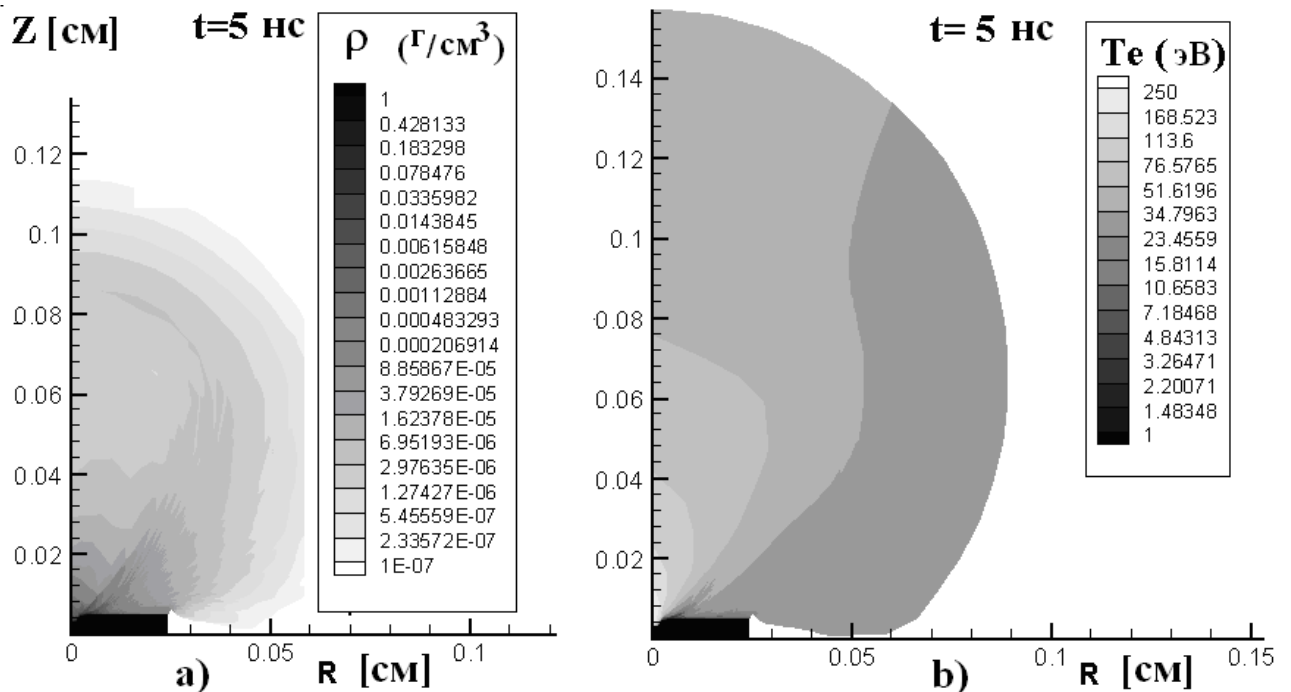 Z [см]
t=5 нс
ρ (г/см³)
1
0.428133
0.183298
0.078476
0.0335982
0.0143845
0.00615848
0.00263665
0.00112884
0.000483293
0.000206914
8.85867E-05
3.79269E-05
1.62378E-05
6.95193E-06
2.97635E-06
1.27427E-06
5.45559E-07
2.33572E-07
1E-07
0.12
0.1
0.08
0.06
0.04
0.02
0
0.05
0.1
a)
R [см]
t= 5 нс
Te (эВ)
250
168.523
113.6
76.5765
51.6196
34.7963
23.4559
15.8114
10.6583
7.18468
4.84313
3.26471
2.20071
1.48348
1
0.14
0.12
0.1
0.08
0.06
0.04
0.02
0
0.05
0.1
0.15
b)
R [см]